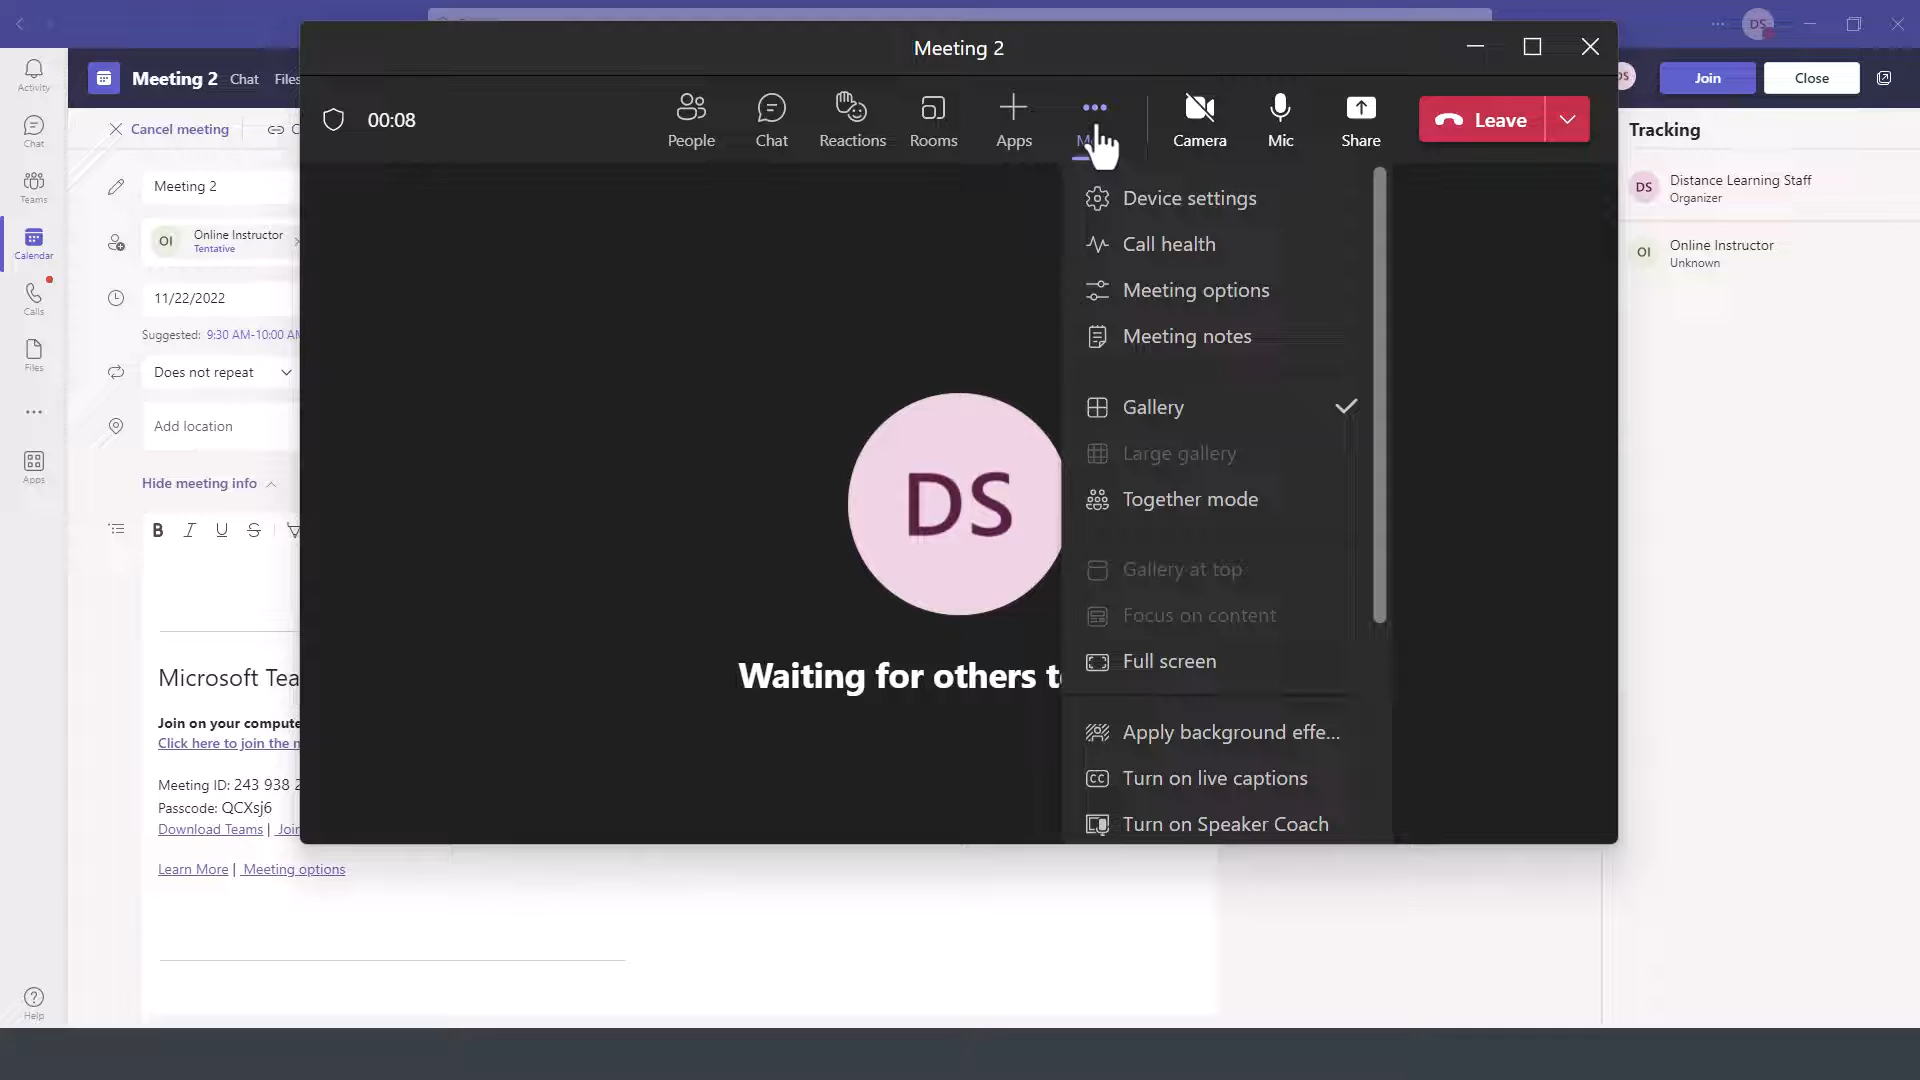 DS
Meeting 2
Meeting 2
Chat
Files
Join
Close
00:08
People
Chat
Reactions
Rooms
Apps
Camera
Mic
Share
Leave
Activity
Chat
Teams
Calendar
Calls
Files
Apps
Help
Cancel meeting
Meeting 2
OI
Online Instructor
Tentative
11/22/2022
Suggested: 9:30 AM-10:00 AM
Does not repeat
Add location
Hide meeting info
B I U S
Microsoft Tea
Join on your compute
Click here to join the
Meeting ID: 243 938 2
Passcode: QCXsj6
Download Teams | Join
Learn More | Meeting options
DS
Waiting for others
Device settings
Call health
Meeting options
Meeting notes
Gallery
Large gallery
Together mode
Gallery at top
Focus on content
Full screen
Apply background effe...
CC Turn on live captions
Turn on Speaker Coach
Tracking
DS
Distance Learning Staff
Organizer
OI
Online Instructor
Unknown